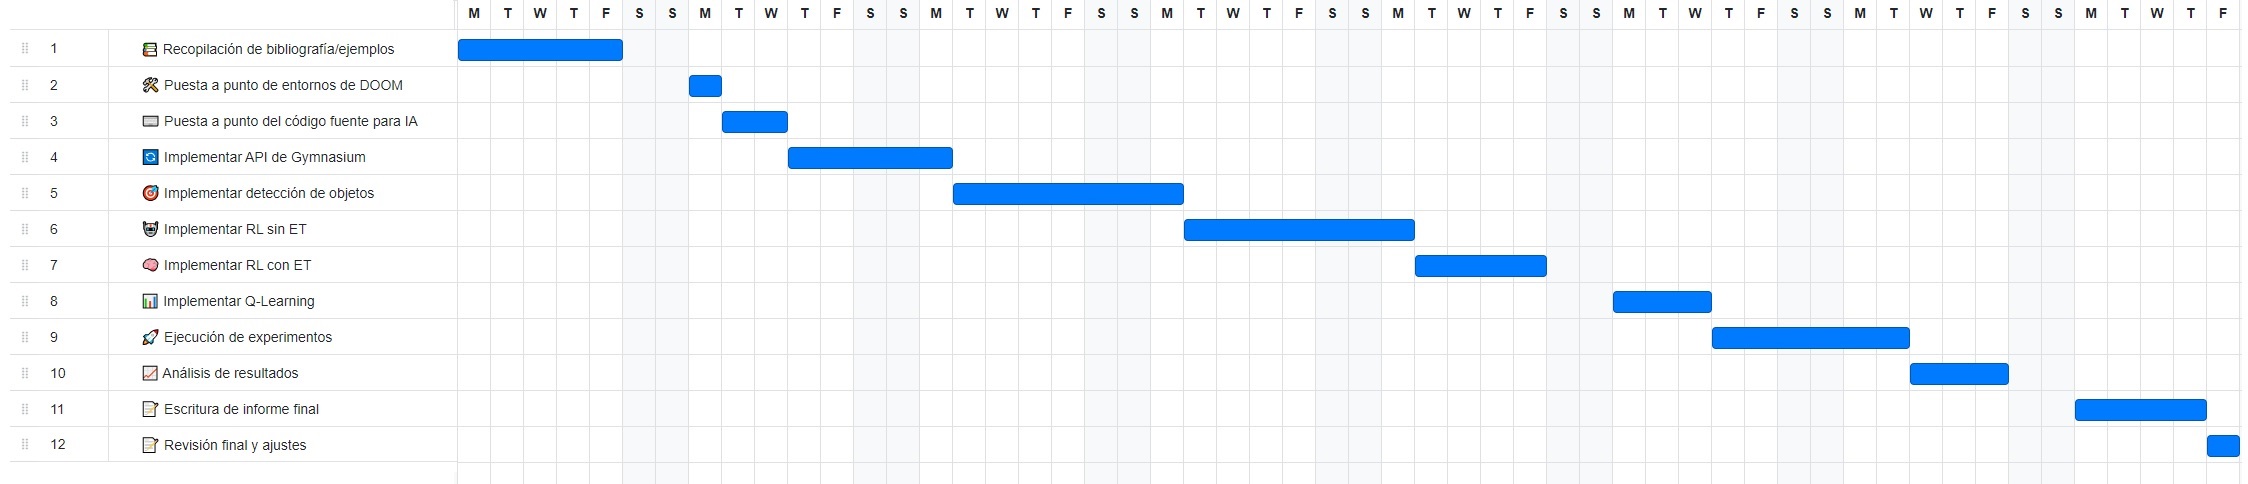 M T W T F S S M T W T F S S M T W T F S S M T W T F S S M T W T F S S M T W T F S S M T W T F S S M T W T F
1 Recopilación de bibliografía/ejemplos
2 Puesta a punto de entornos de DOOM
3 Puesta a punto del código fuente para IA
4 Implementar API de Gymnasium
5 Implementar detección de objetos
6 Implementar RL sin ET
7 Implementar RL con ET
8 Implementar Q-Learning
9 Ejecución de experimentos
10 Análisis de resultados
11 Escritura de informe final
12 Revisión final y ajustes